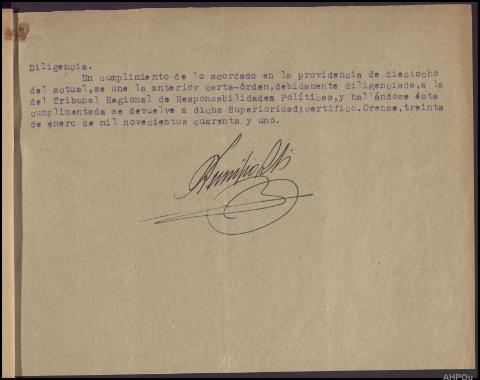 Diligencia.
En cumplimiento de lo acordado en la providencia de dieciocho
del actual,se une la anterior carta-órden,debidamente diligenciada,a la
del Tribunal Regional de Responsabilidades Políticas,y hallándose ésta
cumplimentada se devuelve a dicha Superioridad;certifico.Orense,treinta
de enero de mil novecientos cuarenta y uno.
AHPOu